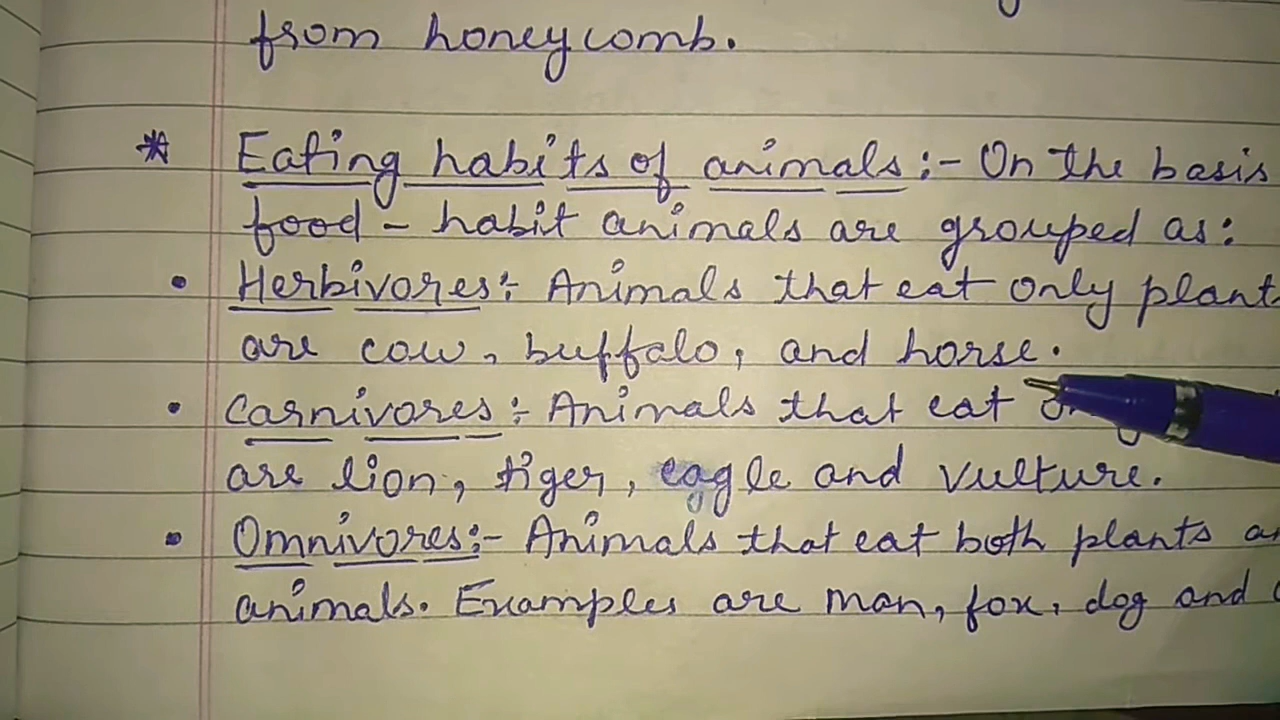 from honeycomb.
* Eating habits of animals :- On the basis
food - habit animals are grouped as:
• Herbivores : Animals that eat only plant
are cow, buffalo, and horse.
• Carnivores : Animals that eat
are lion, tiger, eagle and vulture.
• Omnivores :- Animals that eat both plants
animals. Examples are man, fox, dog and